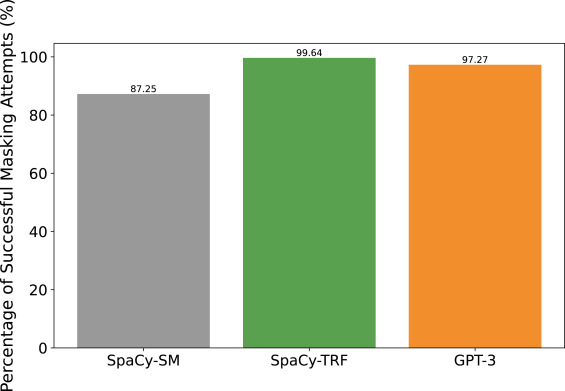 Percentage of Successful Masking Attempts (%)
100
80
60
40
20
0
87.25
99.64
97.27
SpaCy-SM
SpaCy-TRF
GPT-3